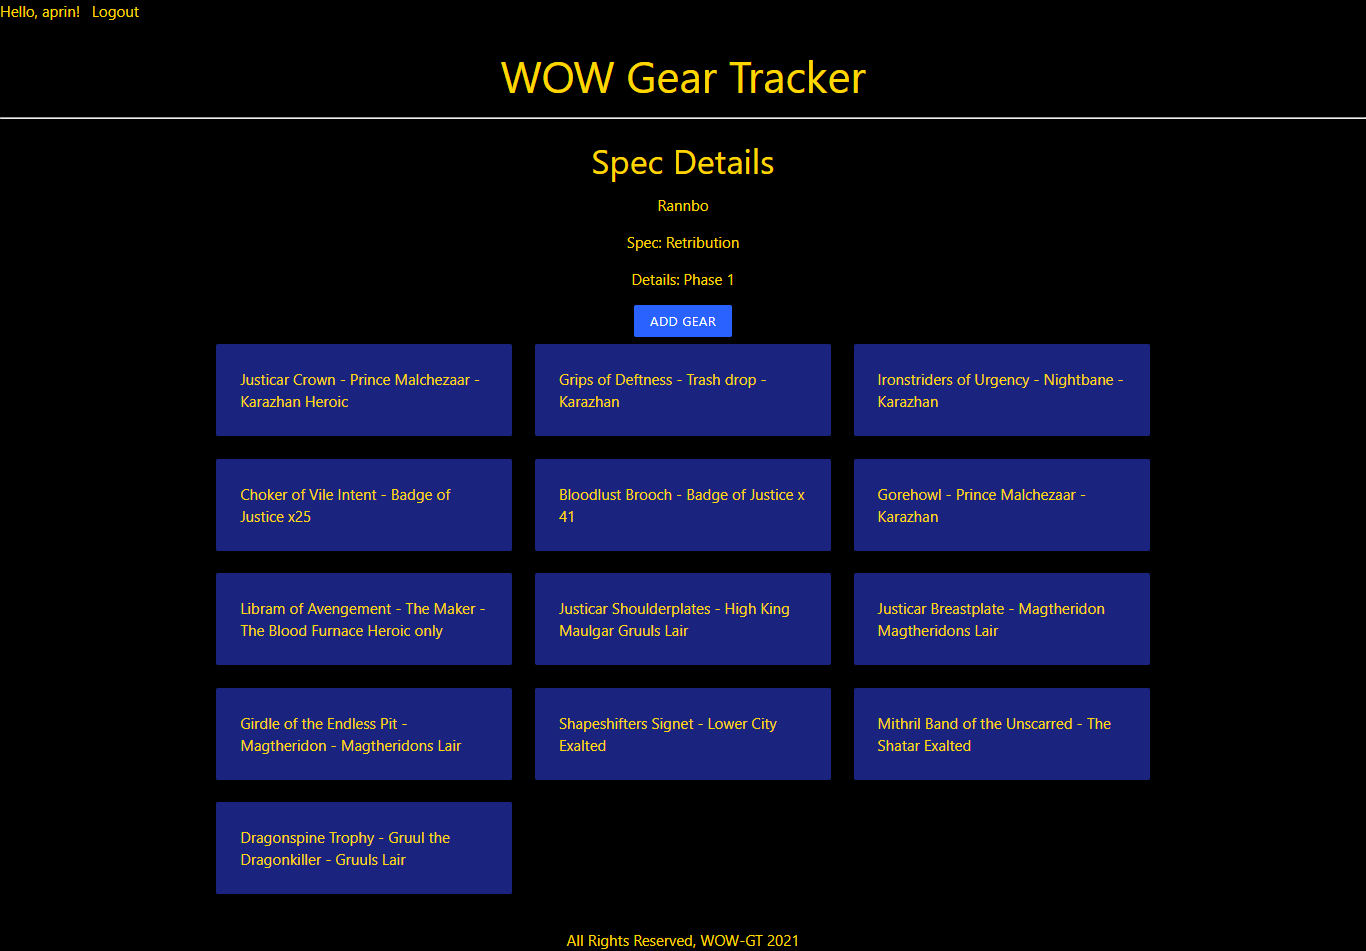 Hello, aprin! Logout
WOW Gear Tracker
Spec Details
Rannbo
Spec: Retribution
Details: Phase 1
ADD GEAR
Justicar Crown - Prince Malchezaar -
Karazhan Heroic
Grips of Deftness - Trash drop -
Karazhan
Ironstriders of Urgency - Nightbane -
Karazhan
Choker of Vile Intent - Badge of
Justice x25
Bloodlust Brooch - Badge of Justice x
41
Gorehowl - Prince Malchezaar -
Karazhan
Libram of Avengement - The Maker -
The Blood Furnace Heroic only
Justicar Shoulderplates - High King
Maulgar Gruuls Lair
Justicar Breastplate - Magtheridon
Magtheridons Lair
Girdle of the Endless Pit -
Magtheridon - Magtheridons Lair
Shapeshifters Signet - Lower City
Exalted
Mithril Band of the Unscarred - The
Shatar Exalted
Dragonspine Trophy - Gruul the
Dragonkiller - Gruuls Lair
All Rights Reserved, WOW-GT 2021